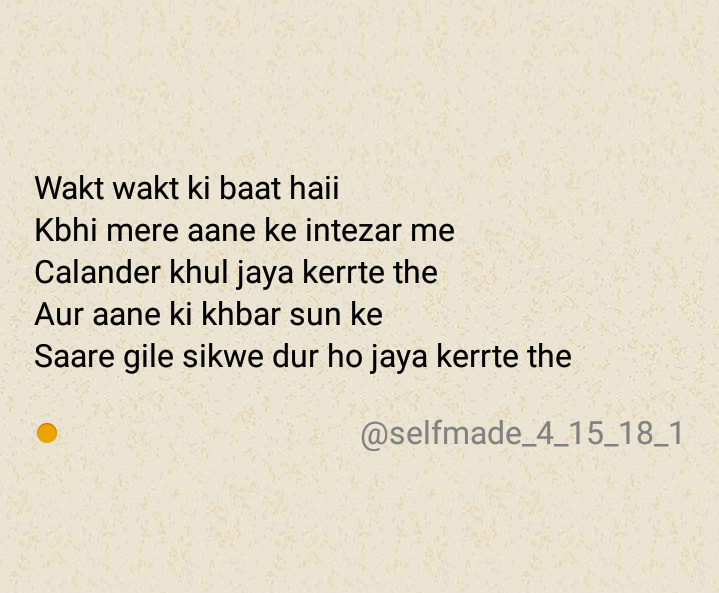 Wakt wakt ki baat haii
Kbhi mere aane ke intezar me
Calander khul jaya kerrte the
Aur aane ki khbar sun ke
Saare gile sikwe dur ho jaya kerrte the
@selfmade_4_15_18_1